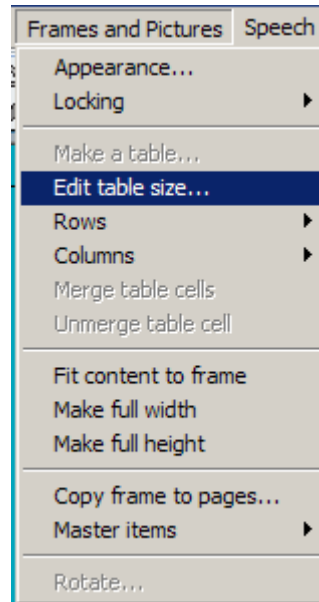 Frames and Pictures Speech
Appearance...
Locking
Make a table...
Edit table size...
Rows
Columns
Merge table cells
Unmerge table cell
Fit content to frame
Make full width
Make full height
Copy frame to pages...
Master items
Rotate...